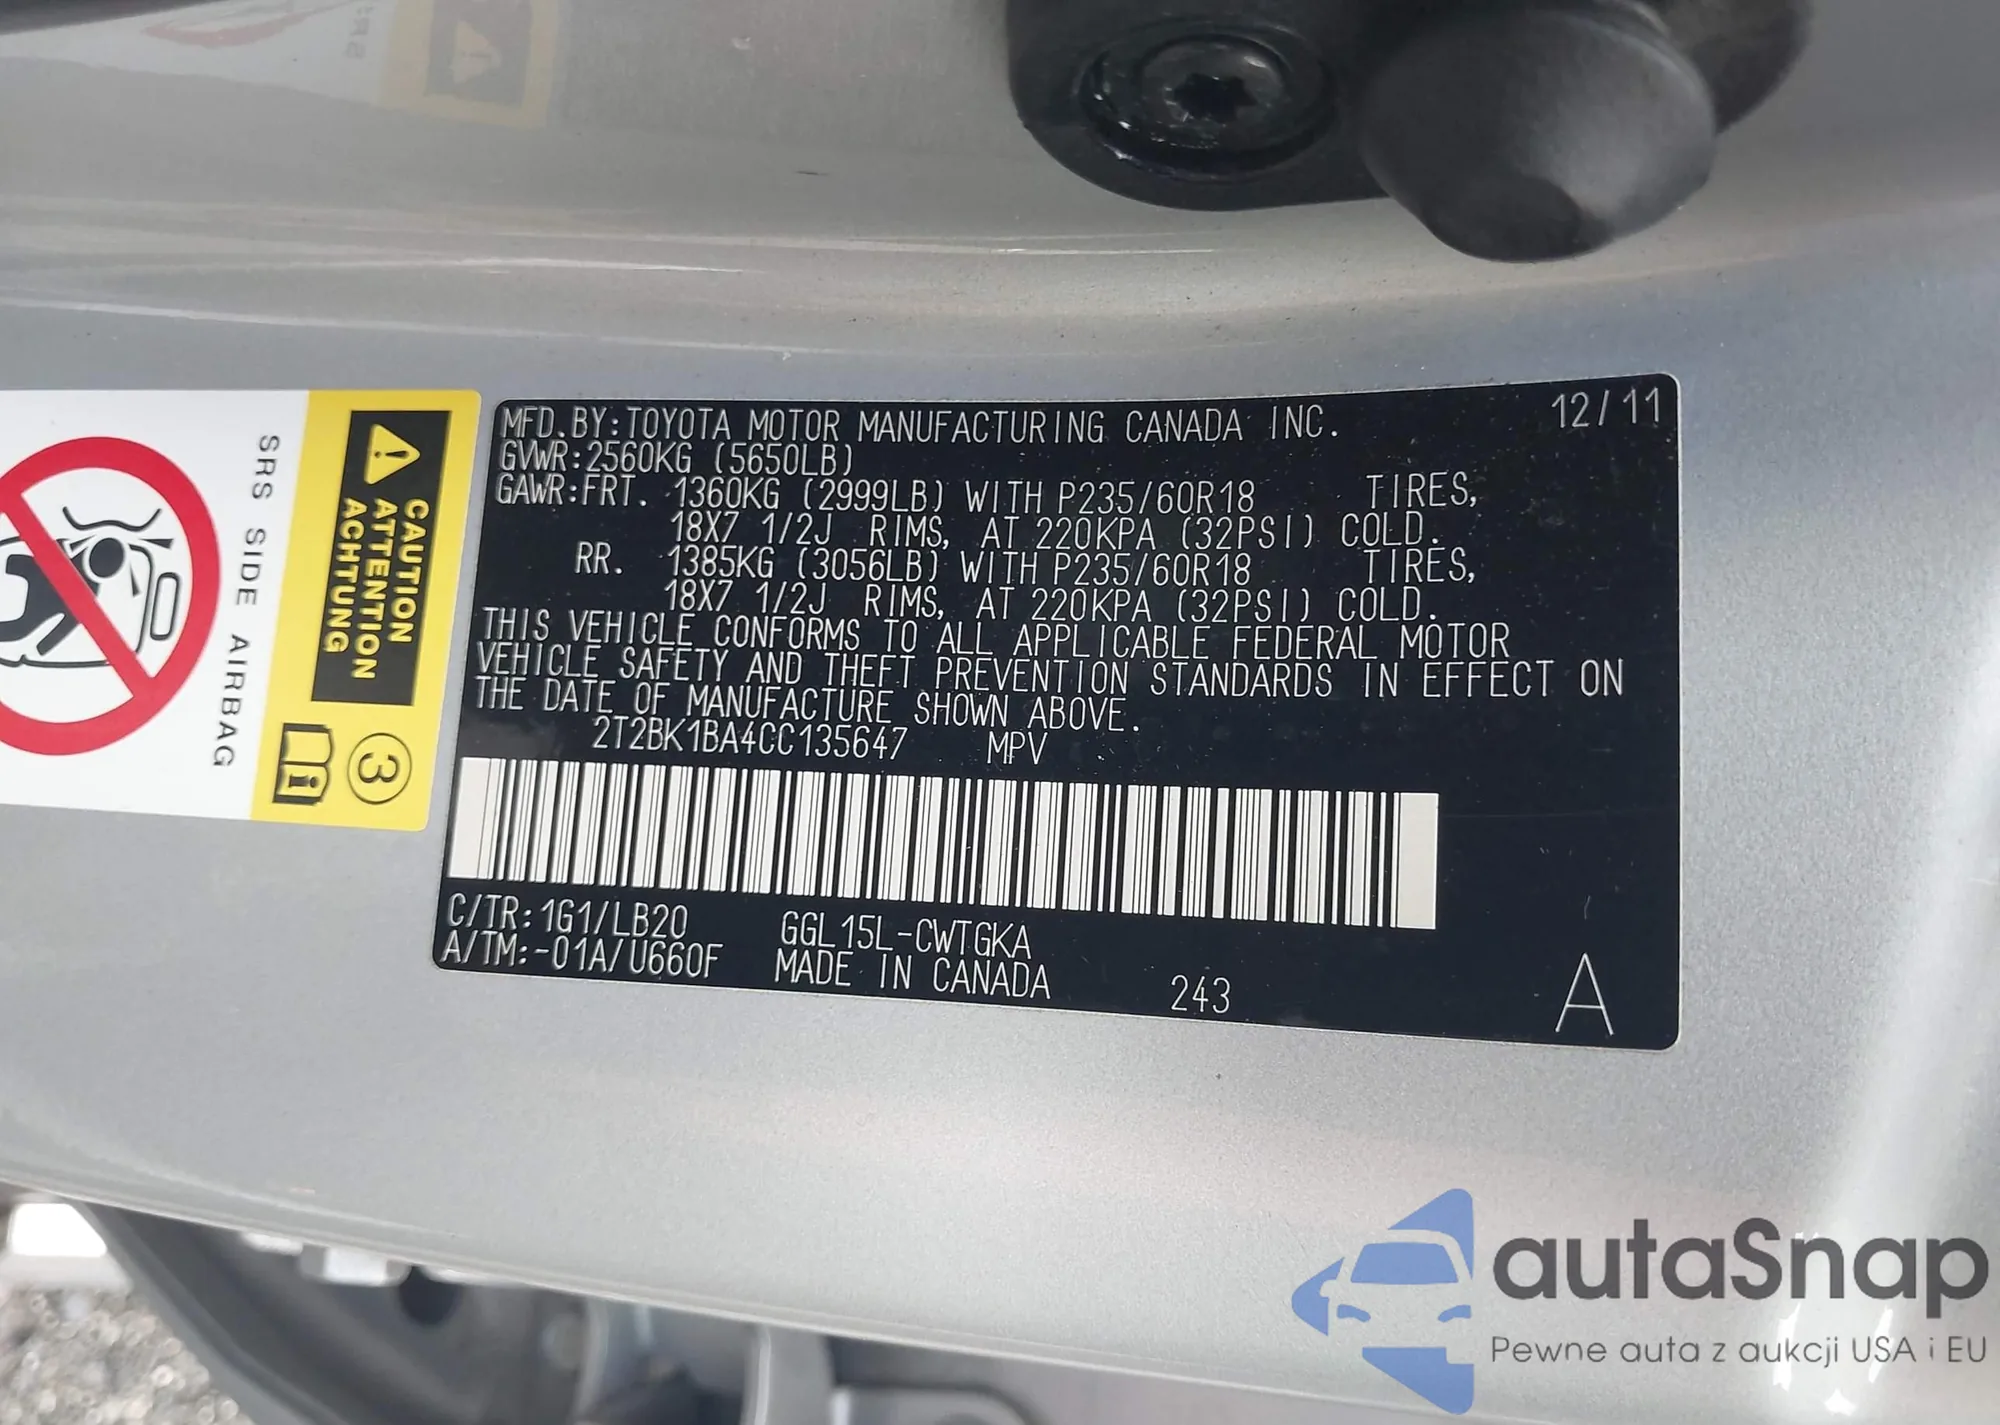 SRS SIDE AIRBAG
CAUTION
ATTENTION
ACHTUNG
3
MFD. BY: TOYOTA MOTOR MANUFACTURING CANADA INC. 12/11
GVWR: 2560KG (5650LB)
GAWR: FRT. 1360KG (2999LB) WITH P235/60R18 TIRES,
18X7 1/2J RIMS, AT 220KPA (32PSI) COLD.
RR. 1385KG (3056LB) WITH P235/60R18 TIRES,
18X7 1/2J RIMS, AT 220KPA (32PSI) COLD.
THIS VEHICLE CONFORMS TO ALL APPLICABLE FEDERAL MOTOR
VEHICLE SAFETY AND THEFT PREVENTION STANDARDS IN EFFECT ON
THE DATE OF MANUFACTURE SHOWN ABOVE.
2T2BK1BA4CC135647 MPV
C/TR: 1G1/LB20 GGL15L-CWTGKA
A/TM: -01A/U660F MADE IN CANADA 243 A
autaSnap
Pewne auta z aukcji USA i EU